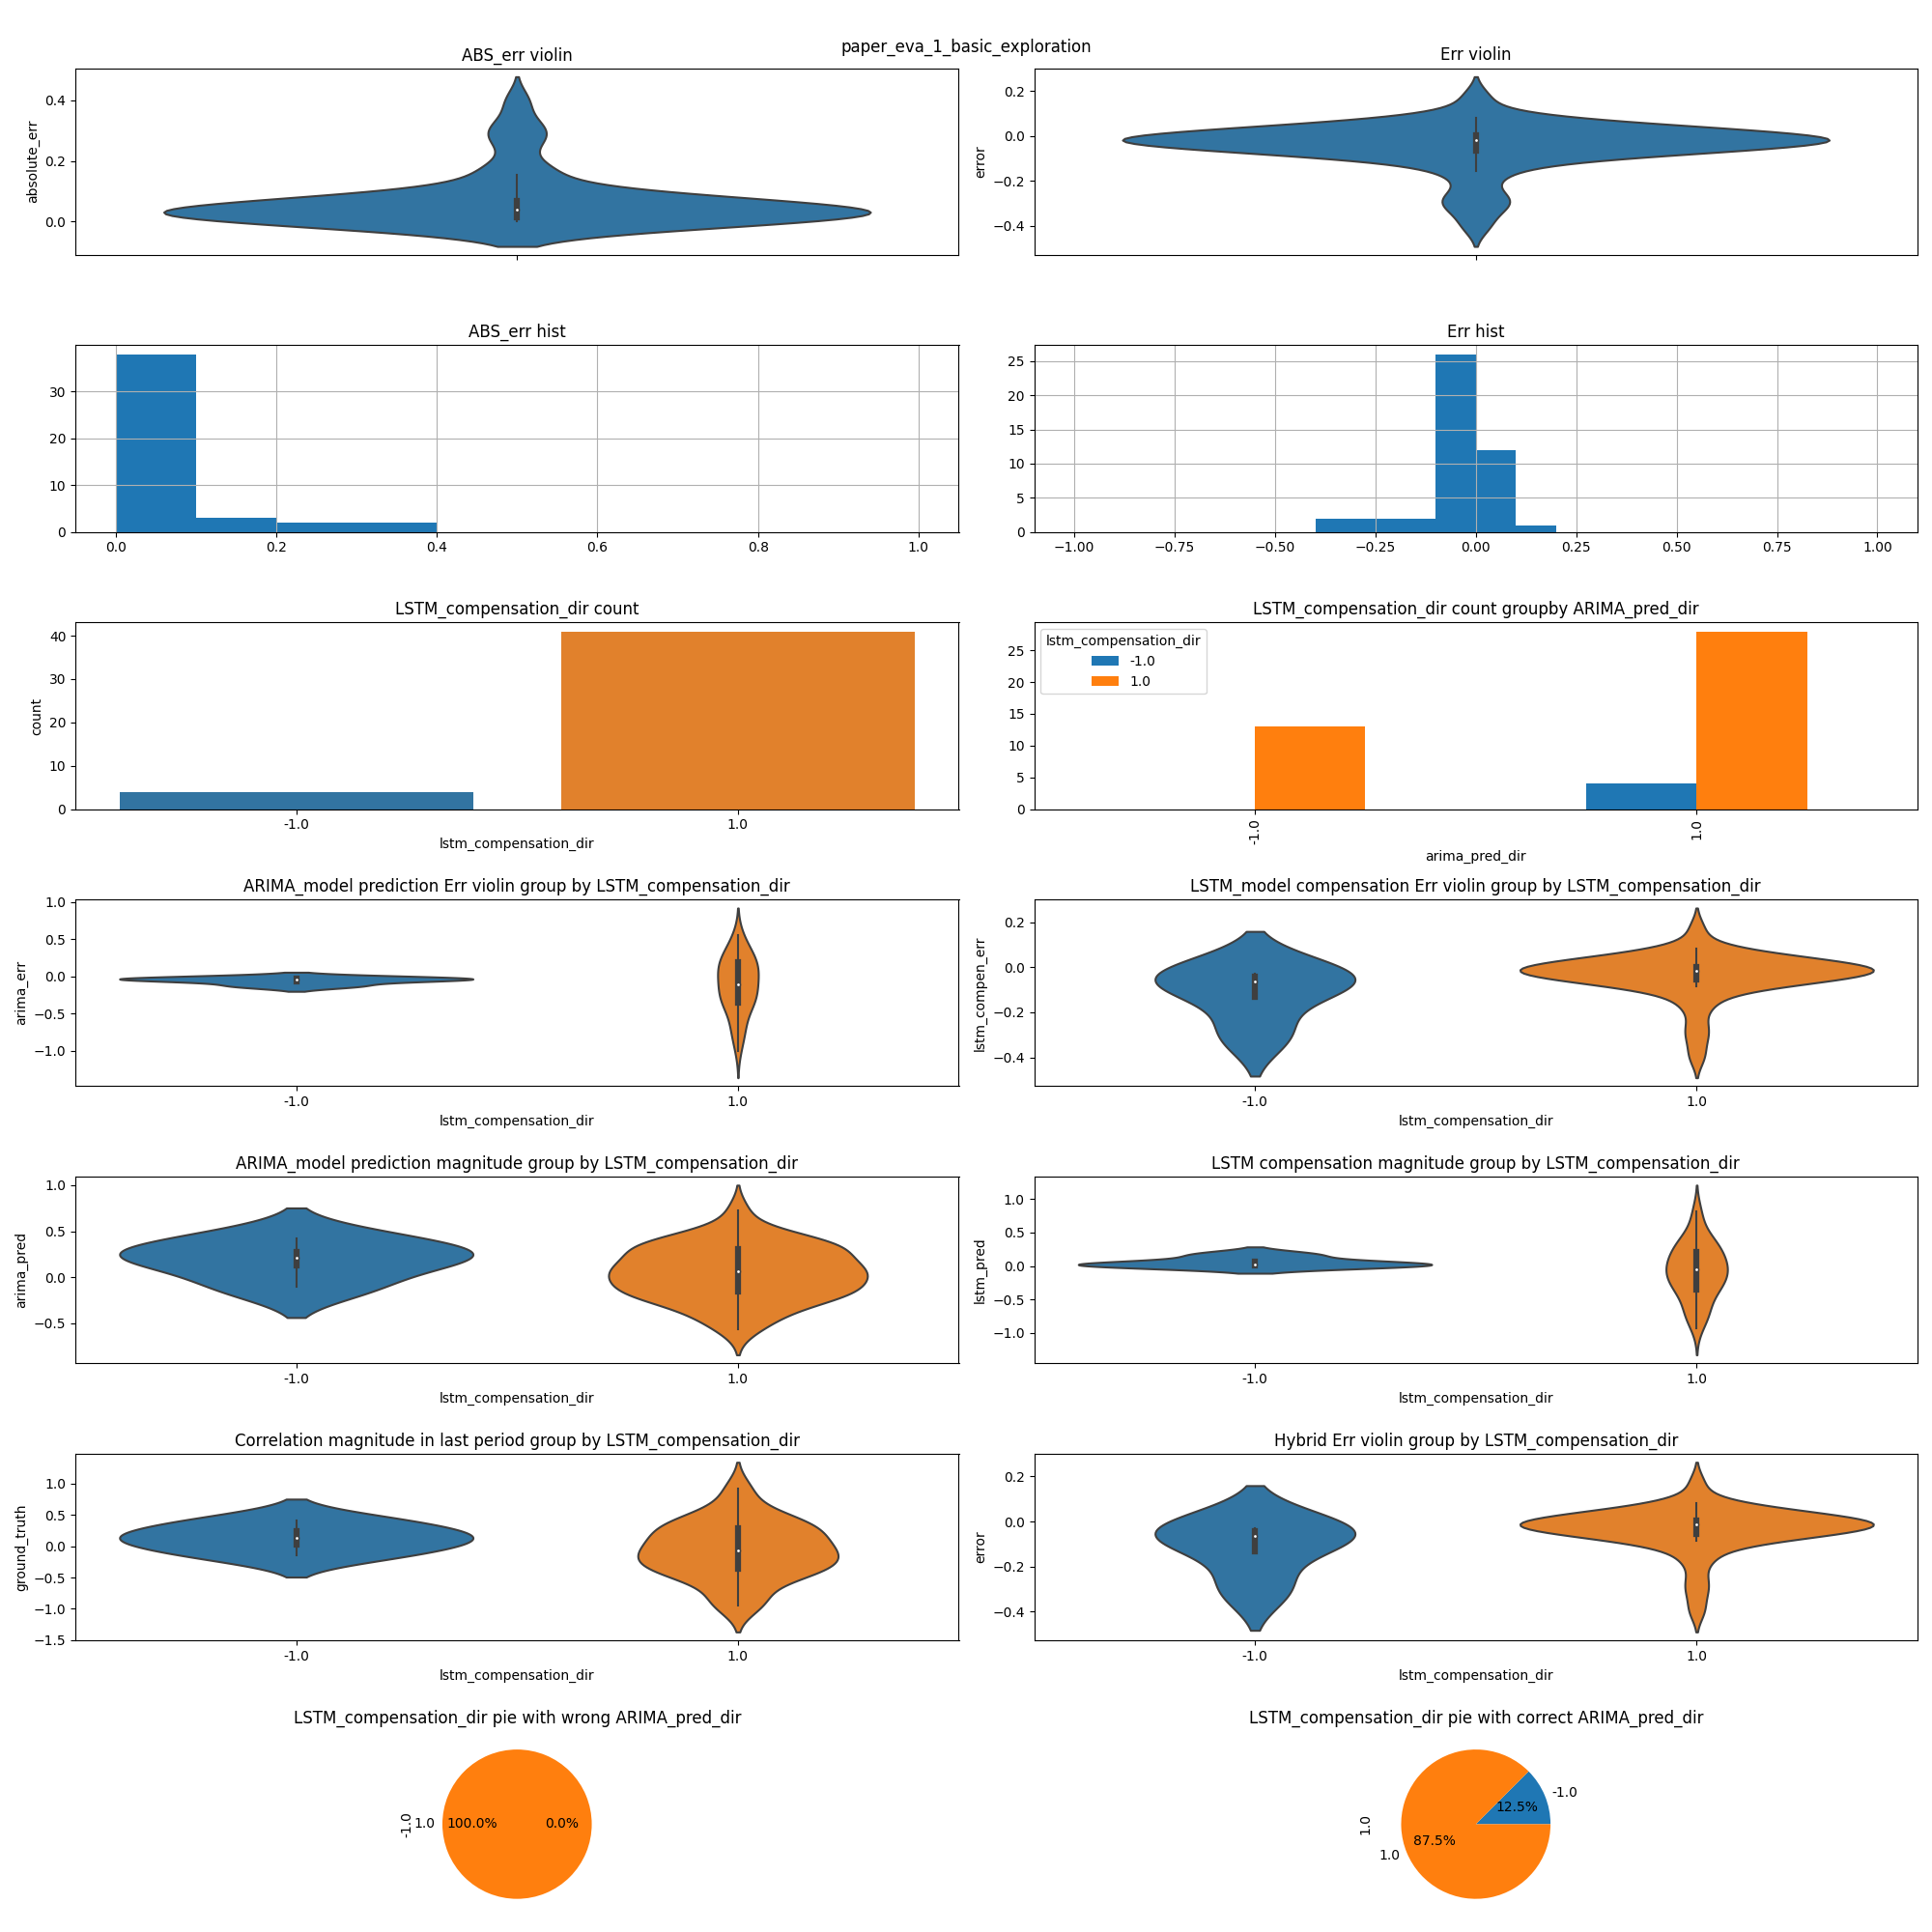 paper_eva_1_basic_exploration
ABS_err violin
absolute_err
0.4
0.2
0.0
Err violin
error
0.2
0.0
−0.2
−0.4
ABS_err hist
30
20
10
0
0.0 0.2 0.4 0.6 0.8 1.0
Err hist
25
20
15
10
5
0
−1.00 −0.75 −0.50 −0.25 0.00 0.25 0.50 0.75 1.00
LSTM_compensation_dir count
count
40
30
20
10
0
-1.0 1.0
lstm_compensation_dir
LSTM_compensation_dir count groupby ARIMA_pred_dir
lstm_compensation_dir
-1.0
1.0
25
20
15
10
5
0
-1.0 1.0
arima_pred_dir
ARIMA_model prediction Err violin group by LSTM_compensation_dir
arima_err
1.0
0.5
0.0
−0.5
−1.0
-1.0 1.0
lstm_compensation_dir
LSTM_model compensation Err violin group by LSTM_compensation_dir
lstm_compen_err
0.2
0.0
−0.2
−0.4
-1.0 1.0
lstm_compensation_dir
ARIMA_model prediction magnitude group by LSTM_compensation_dir
arima_pred
1.0
0.5
0.0
−0.5
-1.0 1.0
lstm_compensation_dir
LSTM compensation magnitude group by LSTM_compensation_dir
lstm_pred
1.0
0.5
0.0
−0.5
−1.0
-1.0 1.0
lstm_compensation_dir
Correlation magnitude in last period group by LSTM_compensation_dir
ground_truth
1.0
0.5
0.0
−0.5
−1.0
−1.5
-1.0 1.0
lstm_compensation_dir
Hybrid Err violin group by LSTM_compensation_dir
error
0.2
0.0
−0.2
−0.4
-1.0 1.0
lstm_compensation_dir
LSTM_compensation_dir pie with wrong ARIMA_pred_dir
-1.0
1.0 100.0% 0.0%
LSTM_compensation_dir pie with correct ARIMA_pred_dir
-1.0
12.5%
1.0
87.5%
1.0